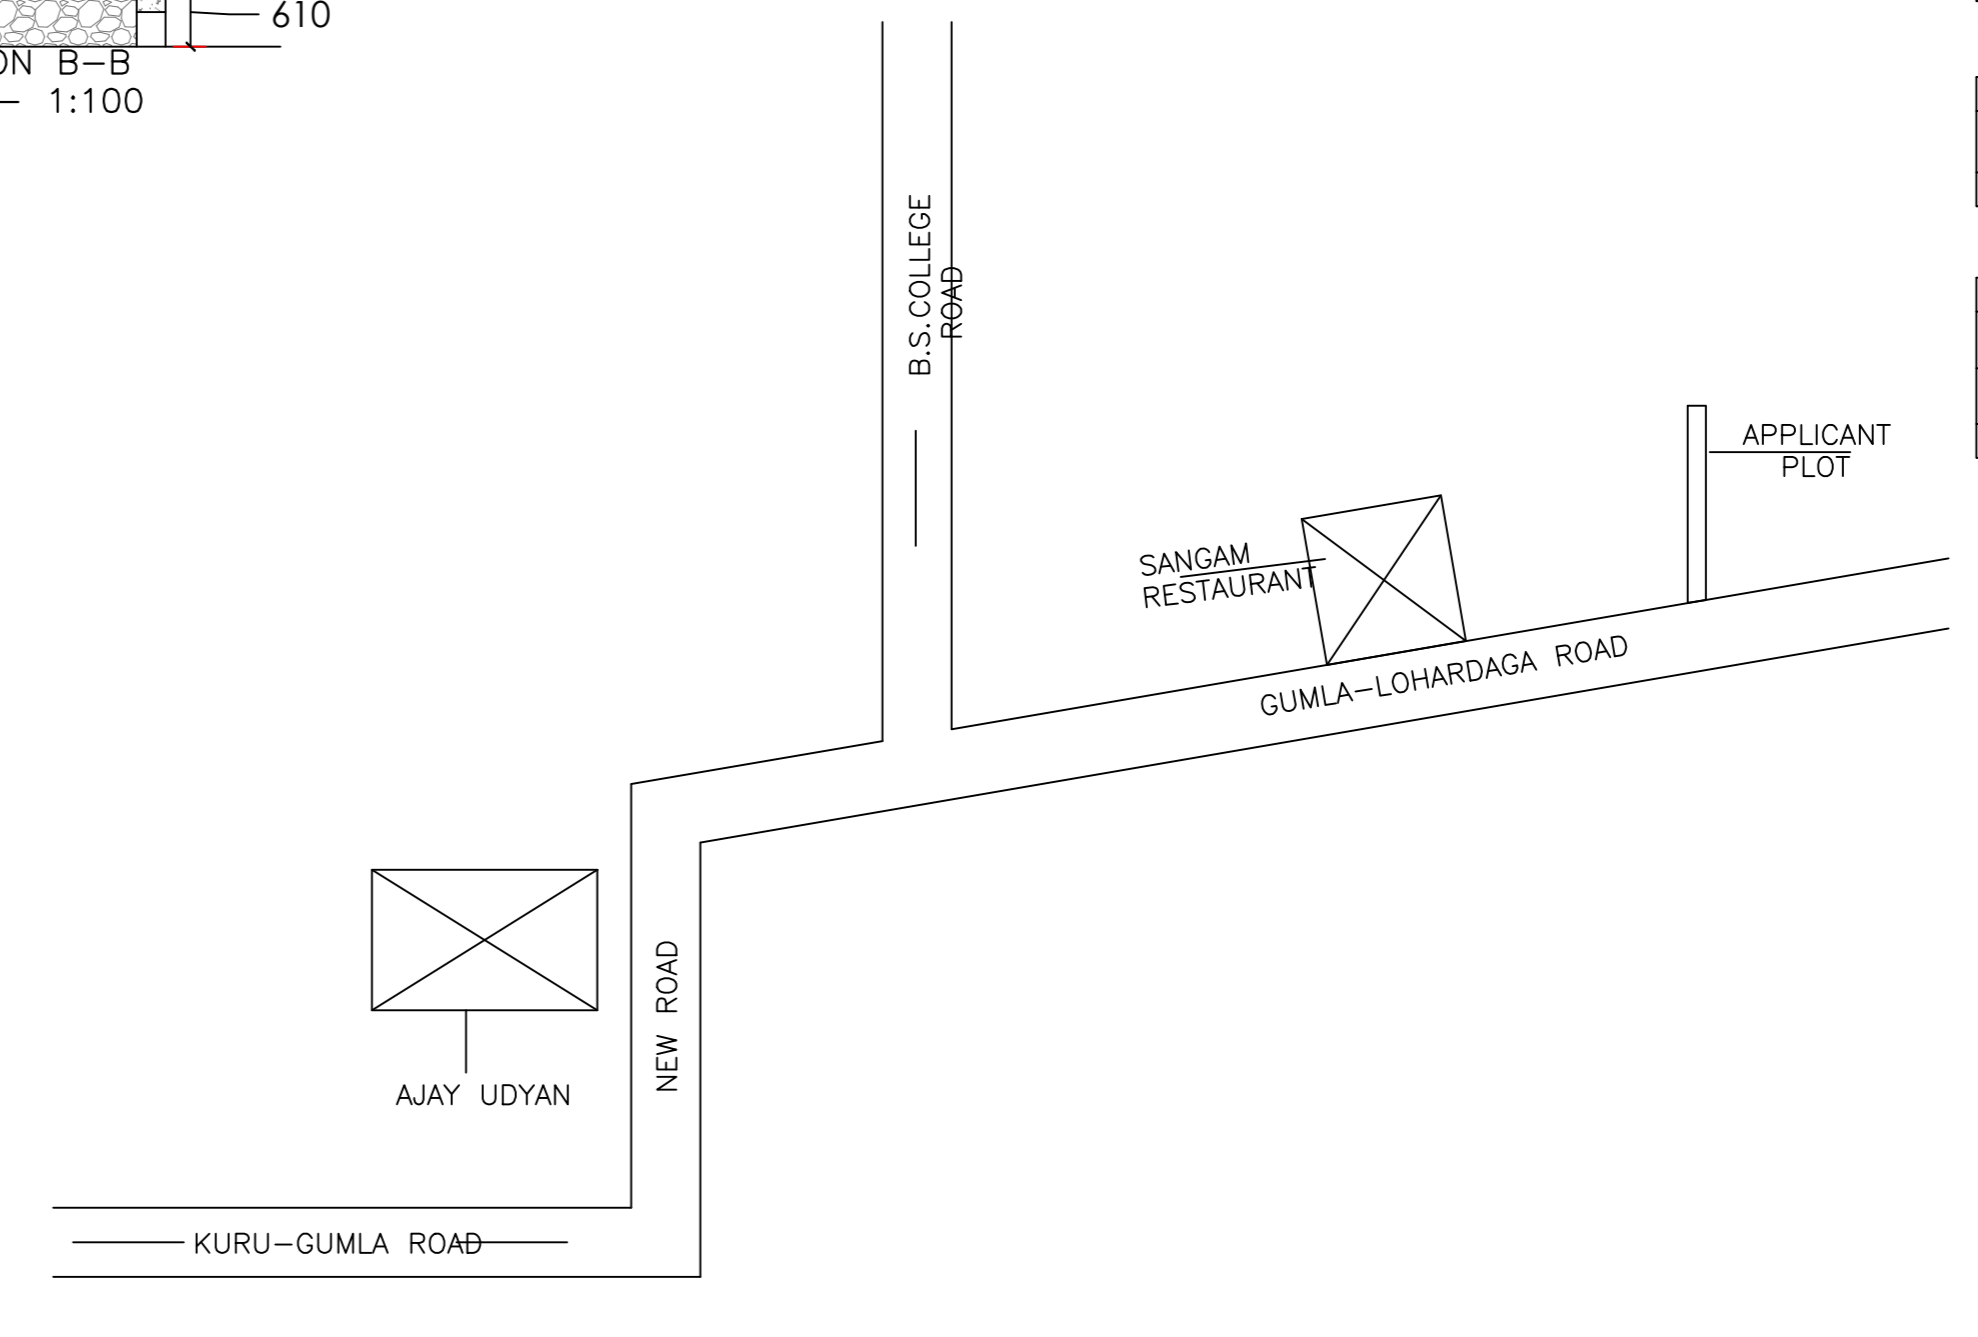 610
ON B-B
- 1:100
B.S.COLLEGE
ROAD
APPLICANT
PLOT
SANGAM
RESTAURANT
GUMLA-LOHARDAGA ROAD
NEW ROAD
AJAY UDYAN
KURU-GUMLA ROAD